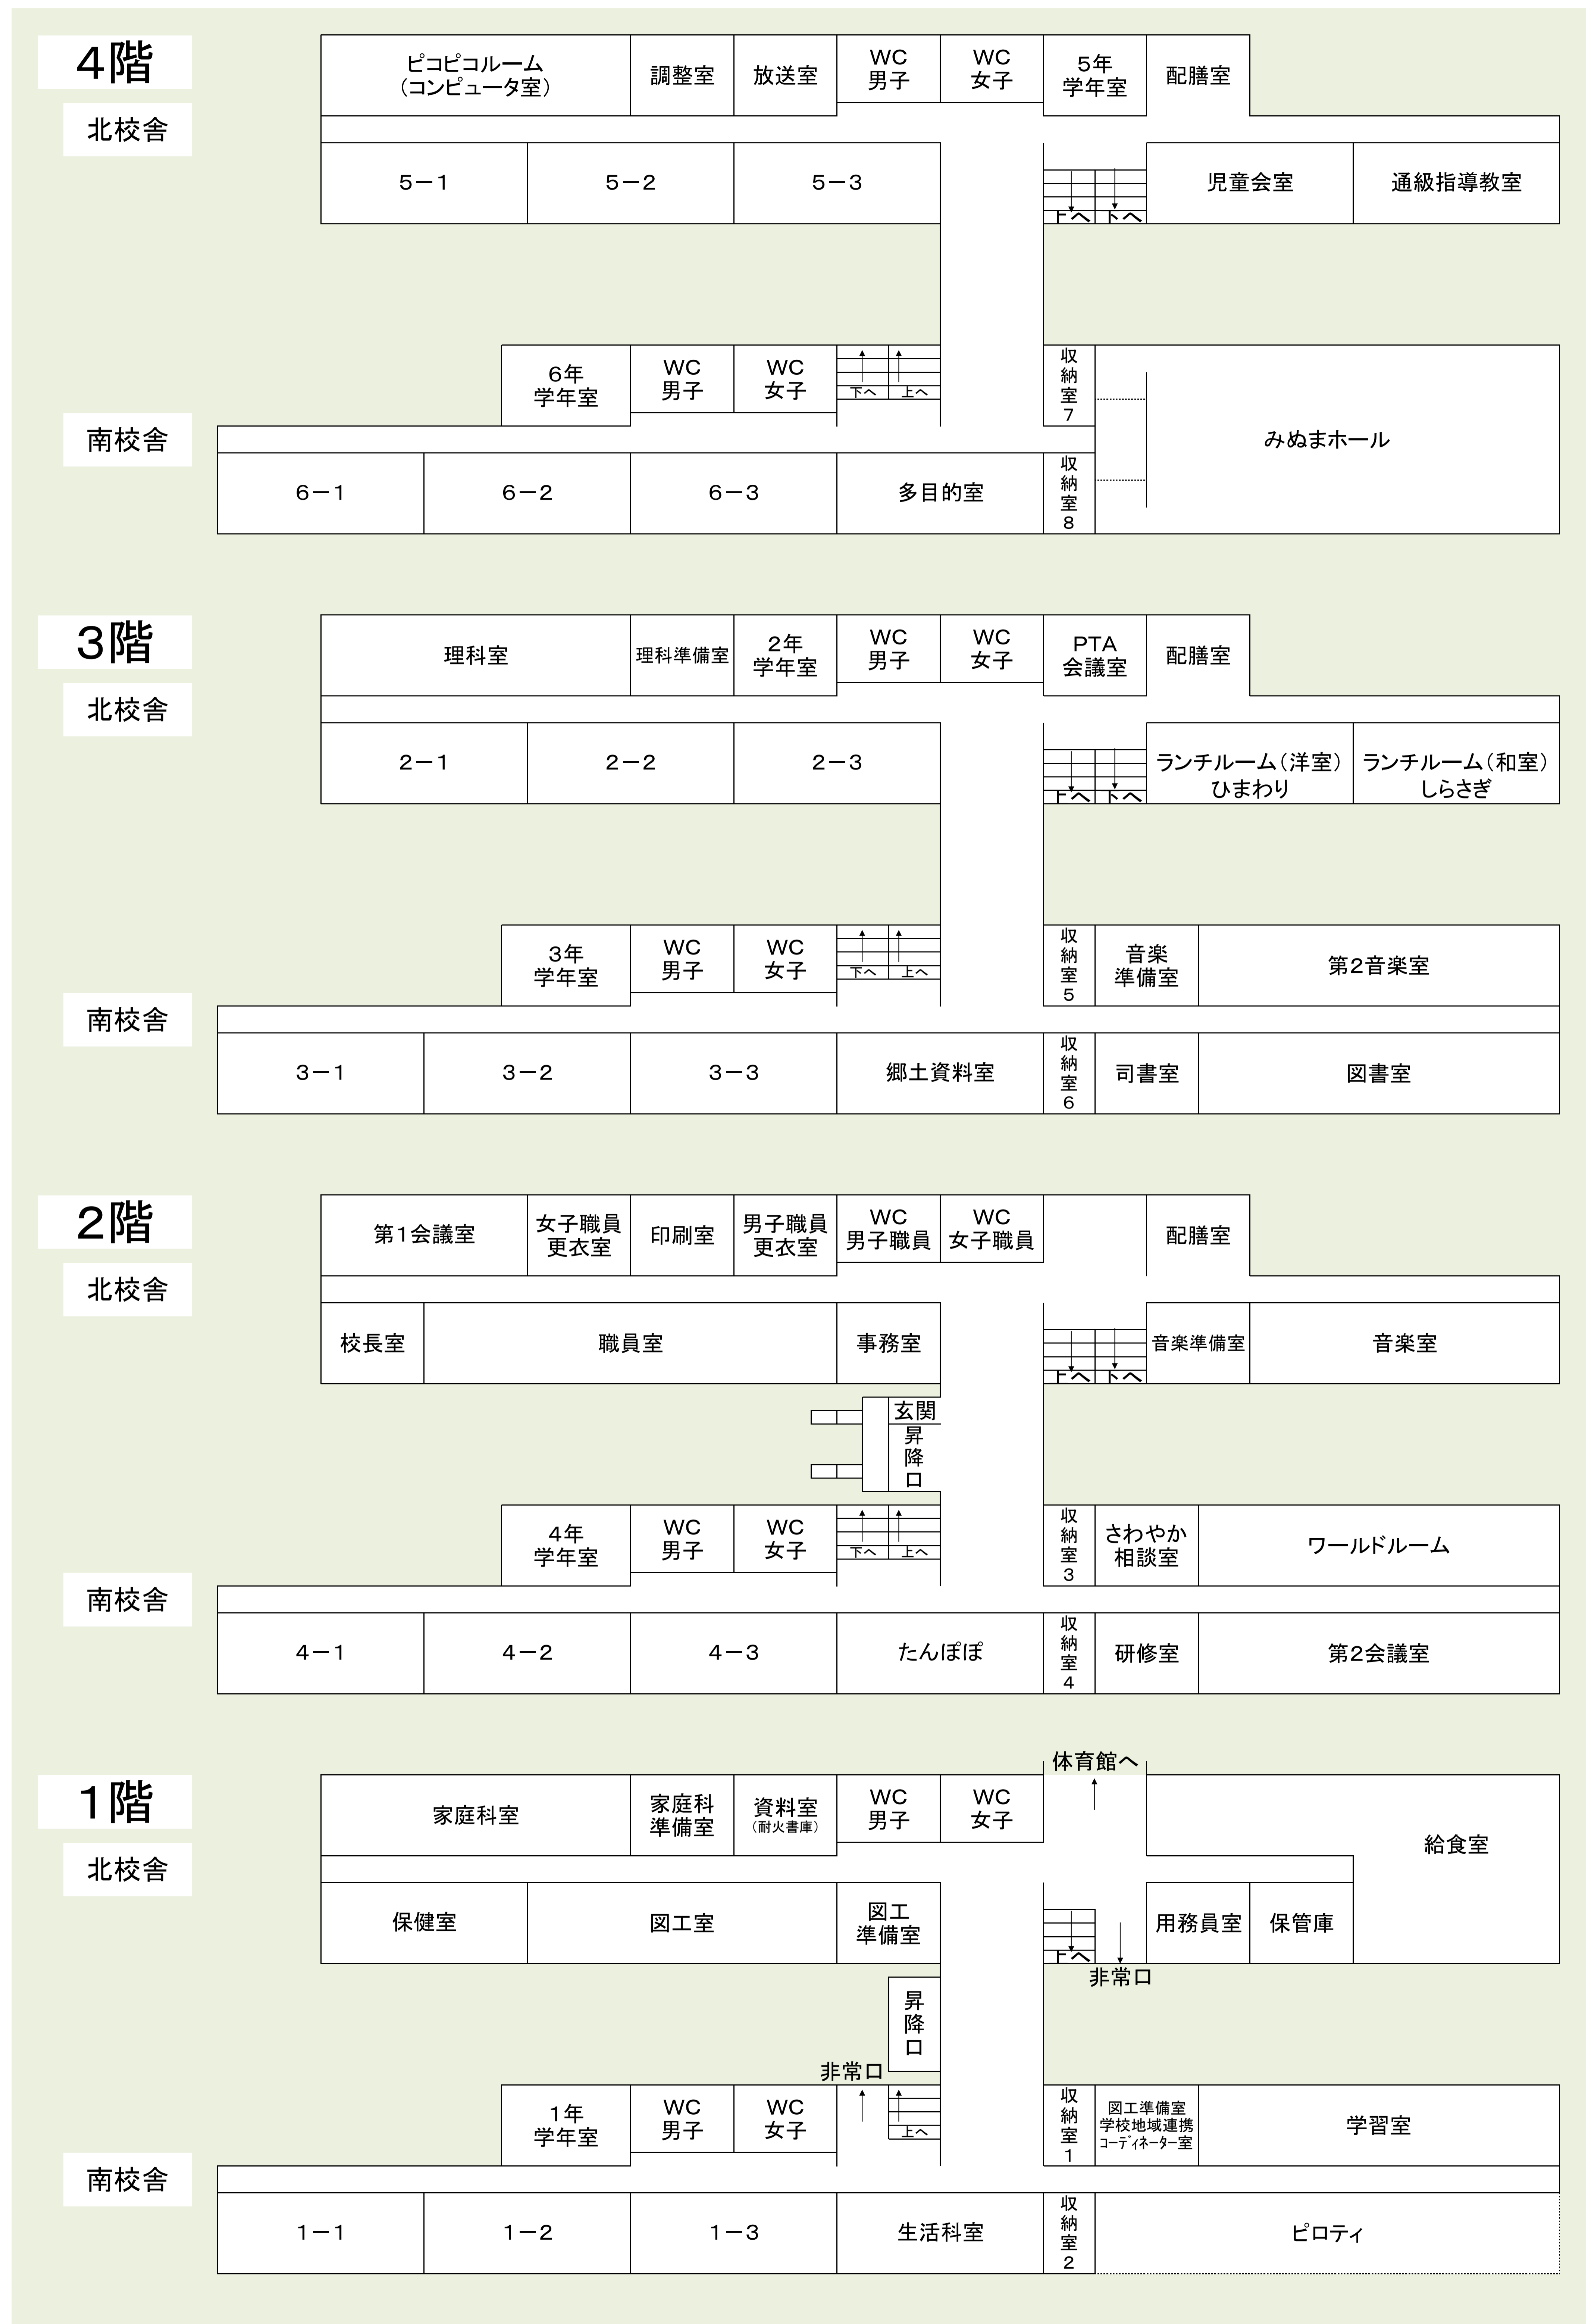 4階
北校舎
ピコピコルーム
（コンピュータ室）
調整室
放送室
WC
男子
WC
女子
5年
学年室
配膳室
5－1
5－2
5－3
上へ
下へ
児童会室
通級指導教室
南校舎
6年
学年室
WC
男子
WC
女子
下へ
上へ
収納室7
みぬまホール
6－1
6－2
6－3
多目的室
収納室8
3階
北校舎
理科室
理科準備室
2年
学年室
WC
男子
WC
女子
PTA
会議室
配膳室
2－1
2－2
2－3
上へ
下へ
ランチルーム（洋室）
ひまわり
ランチルーム（和室）
しらさぎ
南校舎
3年
学年室
WC
男子
WC
女子
下へ
上へ
収納室5
音楽
準備室
第2音楽室
3－1
3－2
3－3
郷土資料室
収納室6
司書室
図書室
2階
北校舎
第1会議室
女子職員
更衣室
印刷室
男子職員
更衣室
WC
男子職員
WC
女子職員
配膳室
校長室
職員室
事務室
上へ
下へ
音楽準備室
音楽室
玄関
昇降口
南校舎
4年
学年室
WC
男子
WC
女子
下へ
上へ
収納室3
さわやか
相談室
ワールドルーム
4－1
4－2
4－3
たんぽぽ
収納室4
研修室
第2会議室
1階
北校舎
体育館へ
家庭科室
家庭科
準備室
資料室
（耐火書庫）
WC
男子
WC
女子
給食室
保健室
図工室
図工
準備室
上へ
非常口
用務員室
保管庫
昇降口
非常口
南校舎
1年
学年室
WC
男子
WC
女子
上へ
収納室1
図工準備室
学校地域連携
ｺｰﾃﾞｨﾈｰﾀｰ室
学習室
1－1
1－2
1－3
生活科室
収納室2
ピロティ